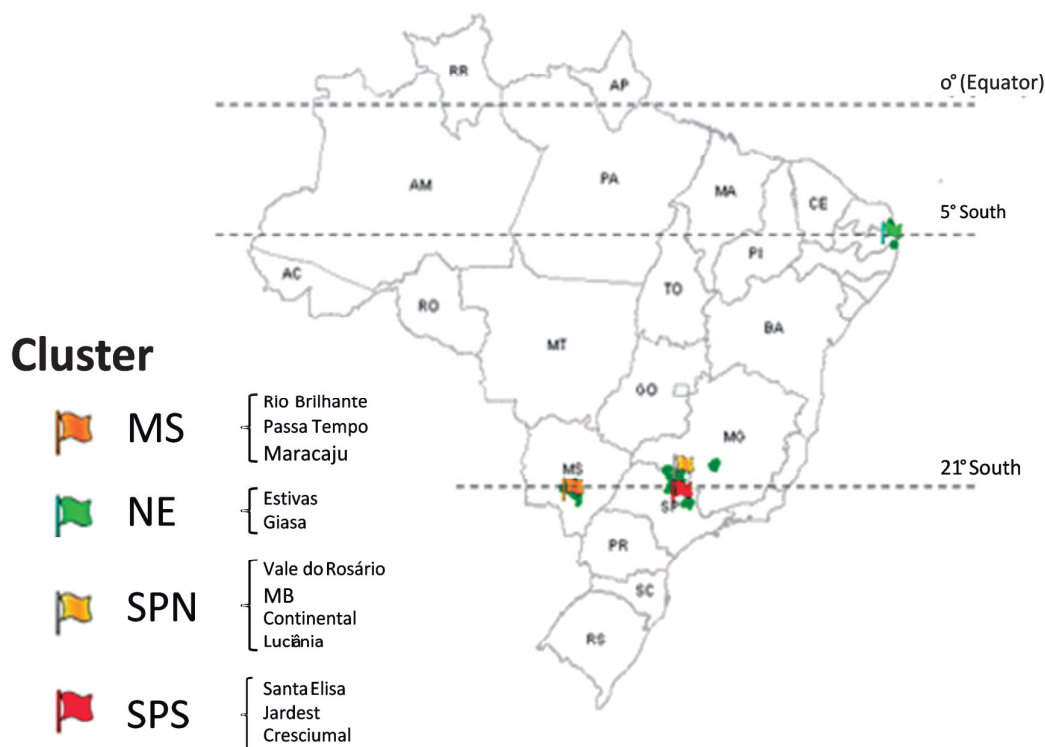 RR
AP
0° (Equator)
AM
PA
MA
CE
5° South
PI
AC
TO
RO
BA
MT
Cluster
GO
MS
Rio Brilhante
Passa Tempo
Maracaju
MG
MS
21° South
NE
Estivas
Giasa
SP
PR
SPN
Vale do Rosário
MB
Continental
Luciânia
SC
RS
SPS
Santa Elisa
Jardest
Cresciumal